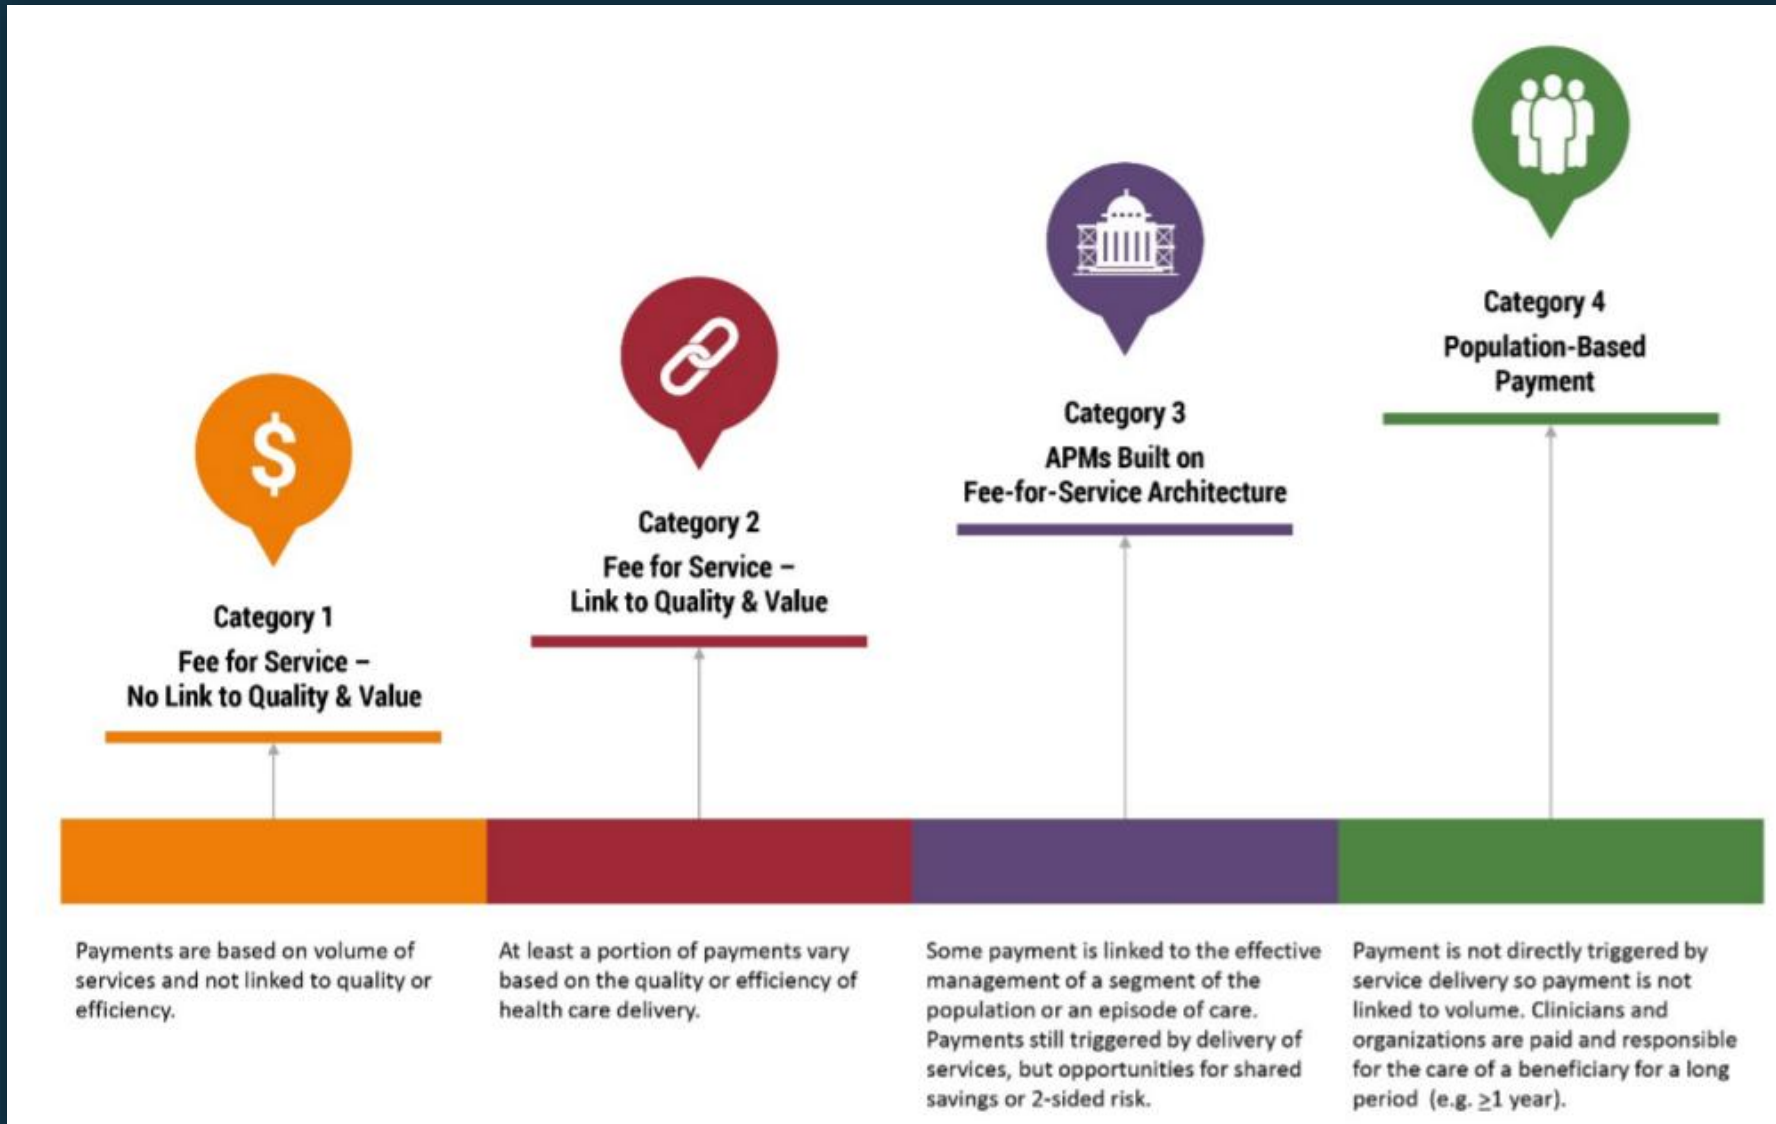 $
Category 1
Fee for Service –
No Link to Quality & Value
Category 2
Fee for Service –
Link to Quality & Value
Category 3
APMs Built on
Fee-for-Service Architecture
Category 4
Population-Based
Payment
Payments are based on volume of
services and not linked to quality or
efficiency.
At least a portion of payments vary
based on the quality or efficiency of
health care delivery.
Some payment is linked to the effective
management of a segment of the
population or an episode of care.
Payments still triggered by delivery of
services, but opportunities for shared
savings or 2-sided risk.
Payment is not directly triggered by
service delivery so payment is not
linked to volume. Clinicians and
organizations are paid and responsible
for the care of a beneficiary for a long
period (e.g. ≥1 year).